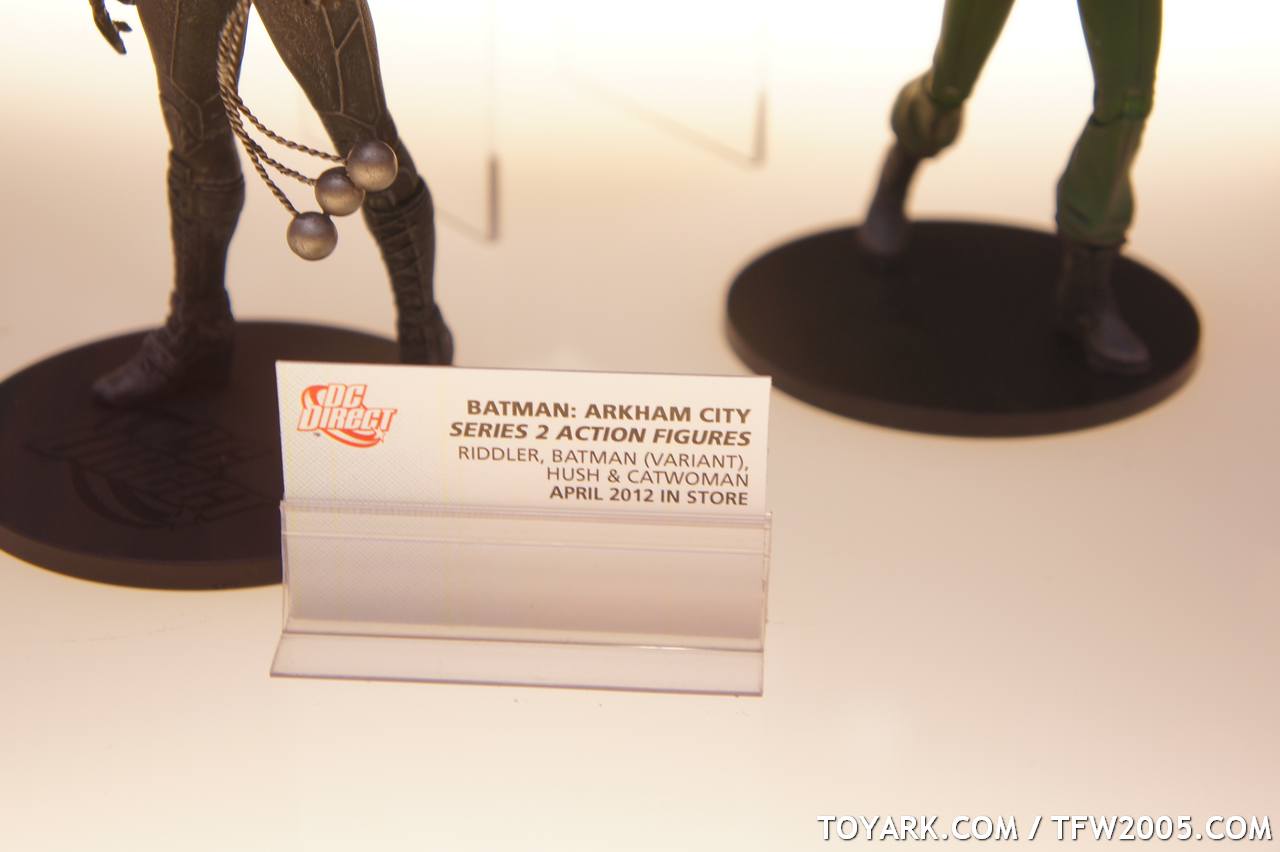 DC
DIRECT
BATMAN: ARKHAM CITY
SERIES 2 ACTION FIGURES
RIDDLER, BATMAN (VARIANT),
HUSH & CATWOMAN
APRIL 2012 IN STORE
TOYARK.COM / TFW2005.COM